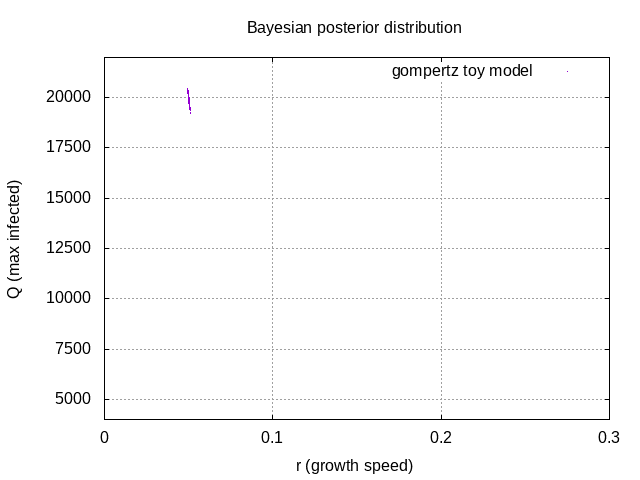 Bayesian posterior distribution
gompertz toy model
20000
17500
15000
12500
10000
7500
5000
Q (max infected)
0 0.1 0.2 0.3
r (growth speed)